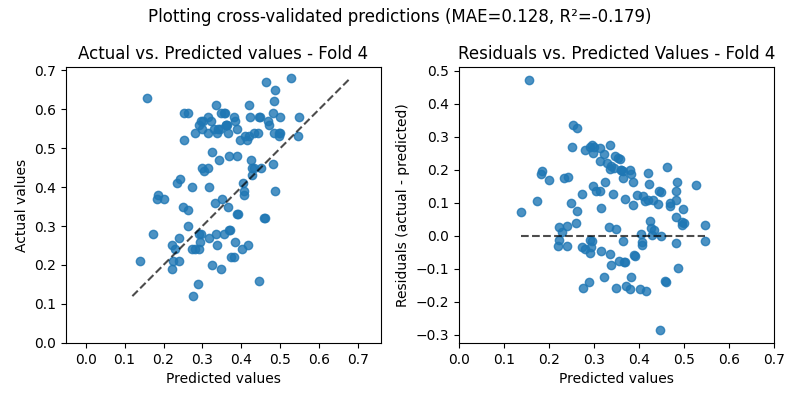 Plotting cross-validated predictions (MAE=0.128, R²=-0.179)
Actual vs. Predicted values - Fold 4
Actual values
0.7
0.6
0.5
0.4
0.3
0.2
0.1
0.0
0.0 0.1 0.2 0.3 0.4 0.5 0.6 0.7
Predicted values
Residuals vs. Predicted Values - Fold 4
Residuals (actual - predicted)
0.5
0.4
0.3
0.2
0.1
0.0
−0.1
−0.2
−0.3
0.0 0.1 0.2 0.3 0.4 0.5 0.6 0.7
Predicted values